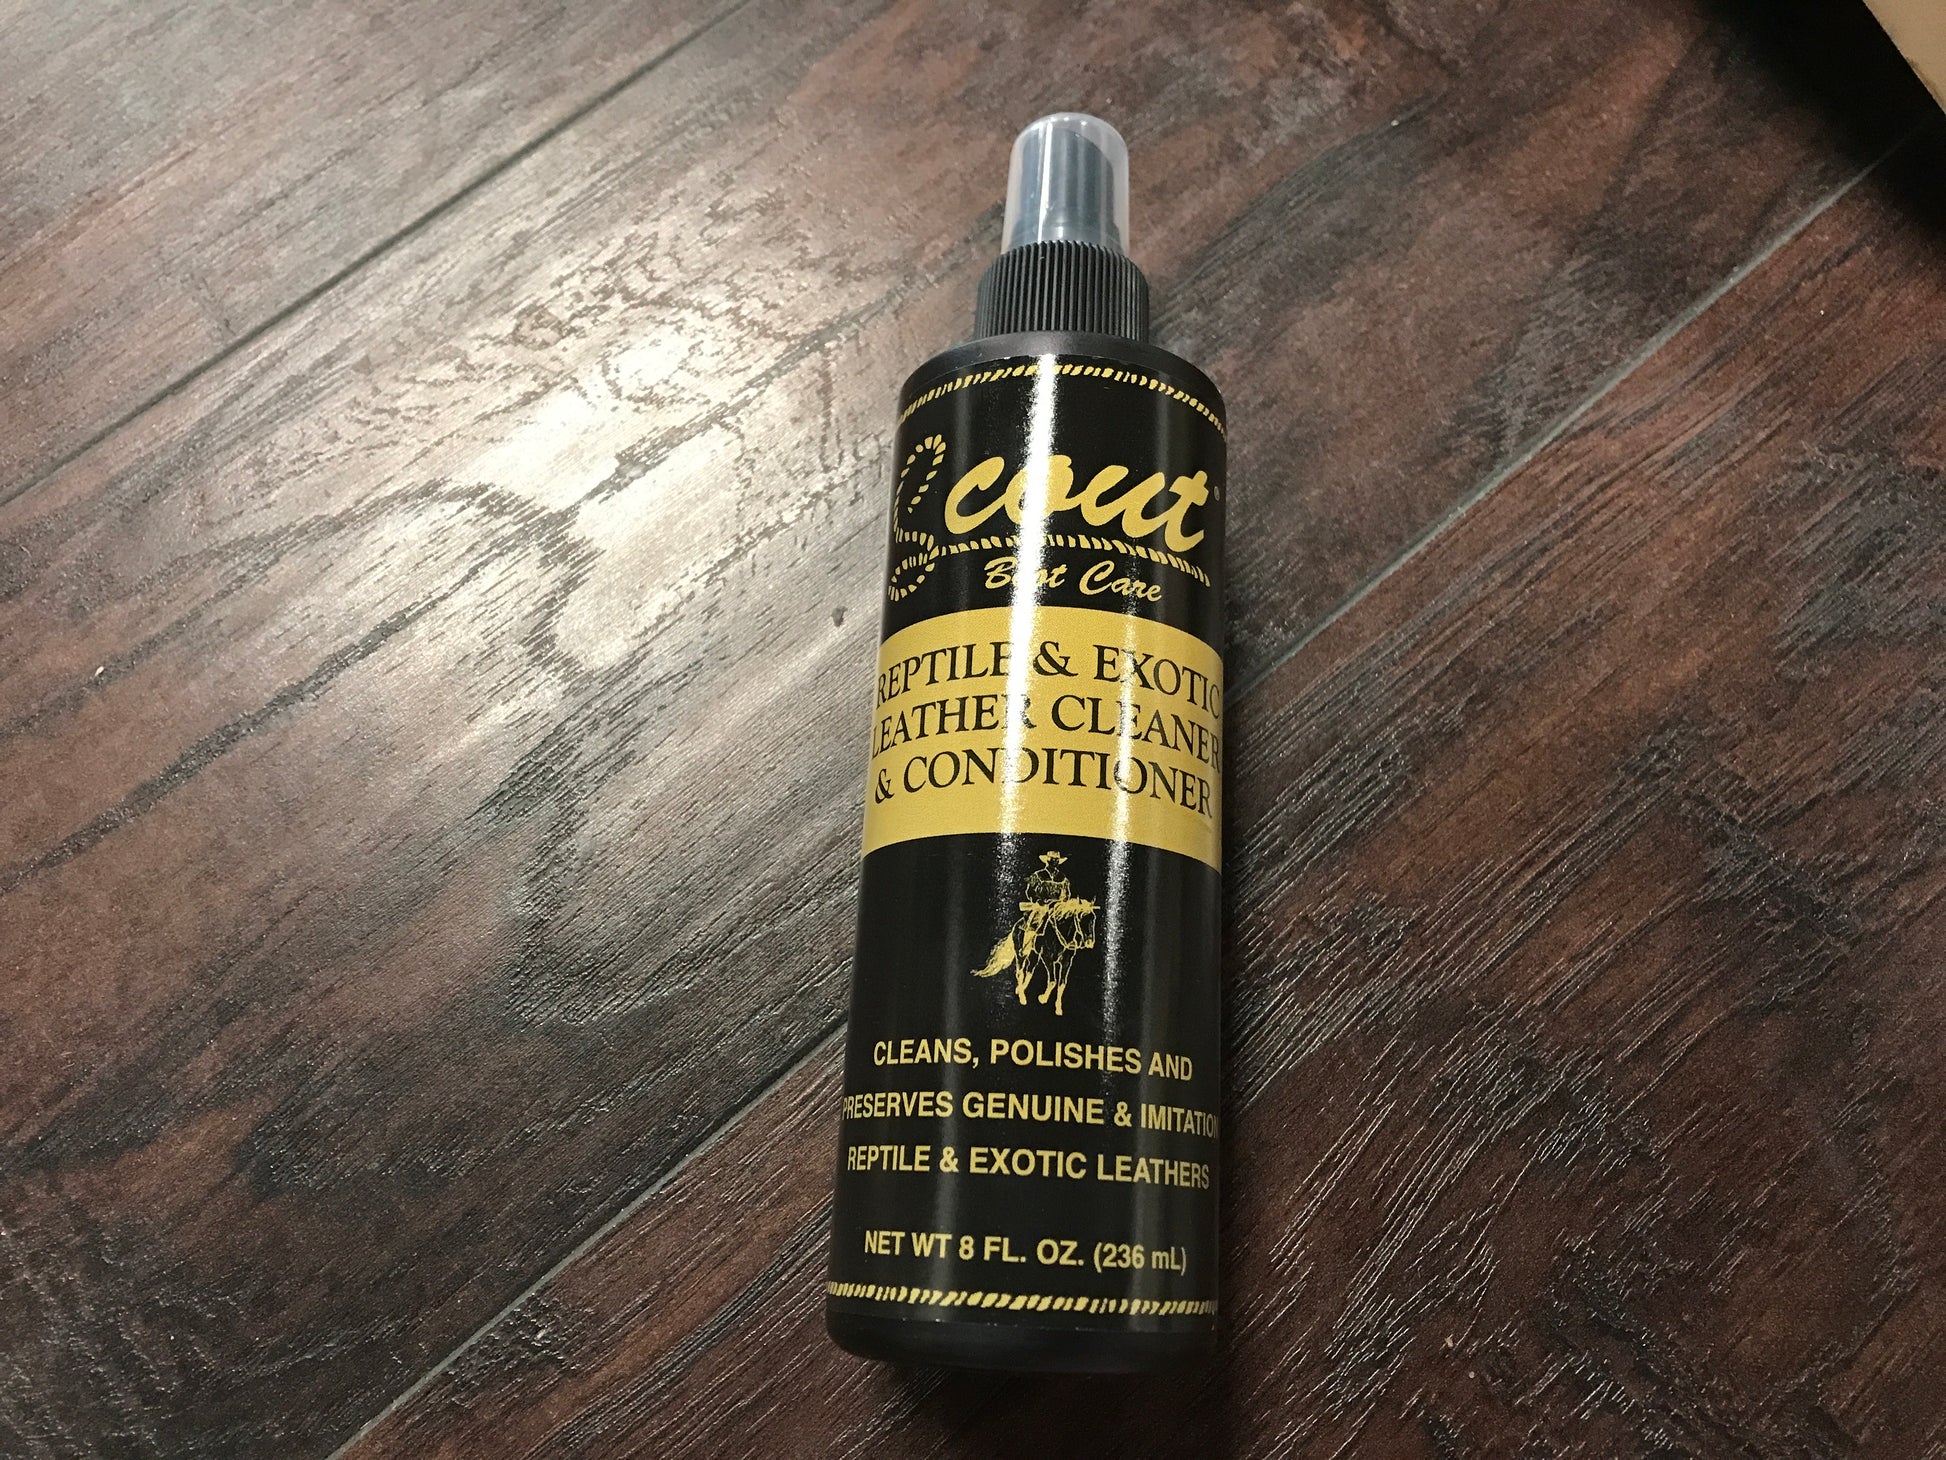 Scout®
Boot Care
REPTILE & EXOTIC
LEATHER CLEANER
& CONDITIONER
CLEANS, POLISHES AND
PRESERVES GENUINE & IMITATION
REPTILE & EXOTIC LEATHERS
NET WT 8 FL. OZ. (236 mL)